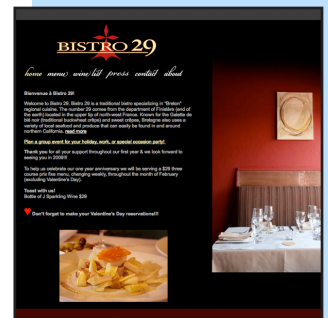 BISTRO 29
home menus wine list press contact about
Bienvenue à Bistro 29!
Welcome to Bistro 29. Bistro 29 is a traditional bistro specializing in "Breton"
regional cuisine. The number 29 comes from the department of Finistère (end of
the earth) located in the upper tip of north-west France. Known for the Galette de
blé noir (traditional buckwheat crêpes) and sweet crêpes, Bretagne also uses a
variety of local seafood and produce that can easily be found in and around
northern California. read more
Plan a group event for your holiday, work, or special occasion party!
Thank you for all your support throughout our first year & we look forward to
seeing you in 2009!!!
To help us celebrate our one year anniversary we will be serving a $29 three
course prix fixe menu, changing weekly, throughout the month of February
(excluding Valentine's Day).
Toast with us!
Bottle of J Sparkling Wine $29
Don't forget to make your Valentine's Day reservations!!!